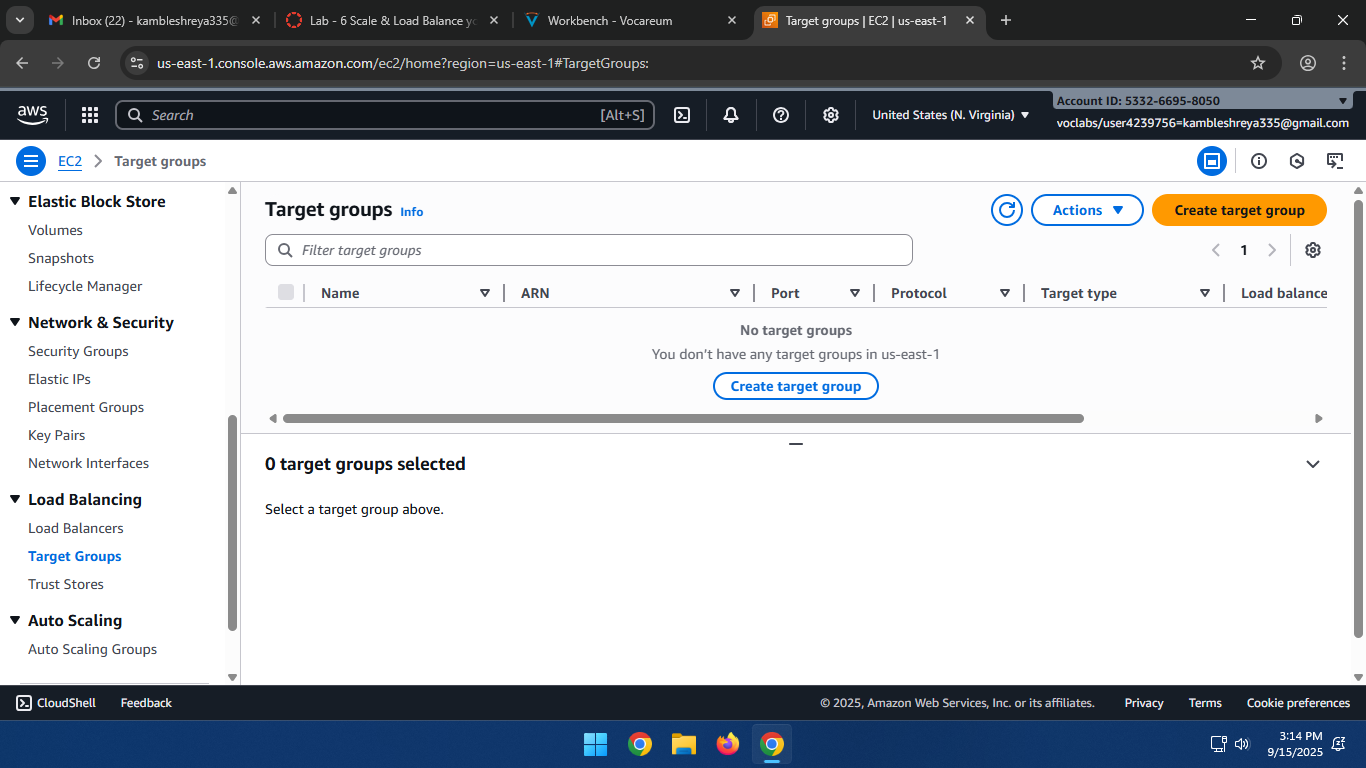 Inbox (22) - kambleshreya335@
Lab - 6 Scale & Load Balance yo
Workbench - Vocareum
Target groups | EC2 | us-east-1
us-east-1.console.aws.amazon.com/ec2/home?region=us-east-1#TargetGroups:
aws
Search
[Alt+S]
United States (N. Virginia)
Account ID: 5332-6695-8050
voclabs/user4239756=kambleshreya335@gmail.com
EC2
Target groups
Elastic Block Store
Volumes
Snapshots
Lifecycle Manager
Network & Security
Security Groups
Elastic IPs
Placement Groups
Key Pairs
Network Interfaces
Load Balancing
Load Balancers
Target Groups
Trust Stores
Auto Scaling
Auto Scaling Groups
Target groups Info
Actions
Create target group
Filter target groups
1
Name ARN Port Protocol Target type Load balance
No target groups
You don't have any target groups in us-east-1
Create target group
0 target groups selected
Select a target group above.
CloudShell Feedback
© 2025, Amazon Web Services, Inc. or its affiliates. Privacy Terms Cookie preferences
3:14 PM
9/15/2025